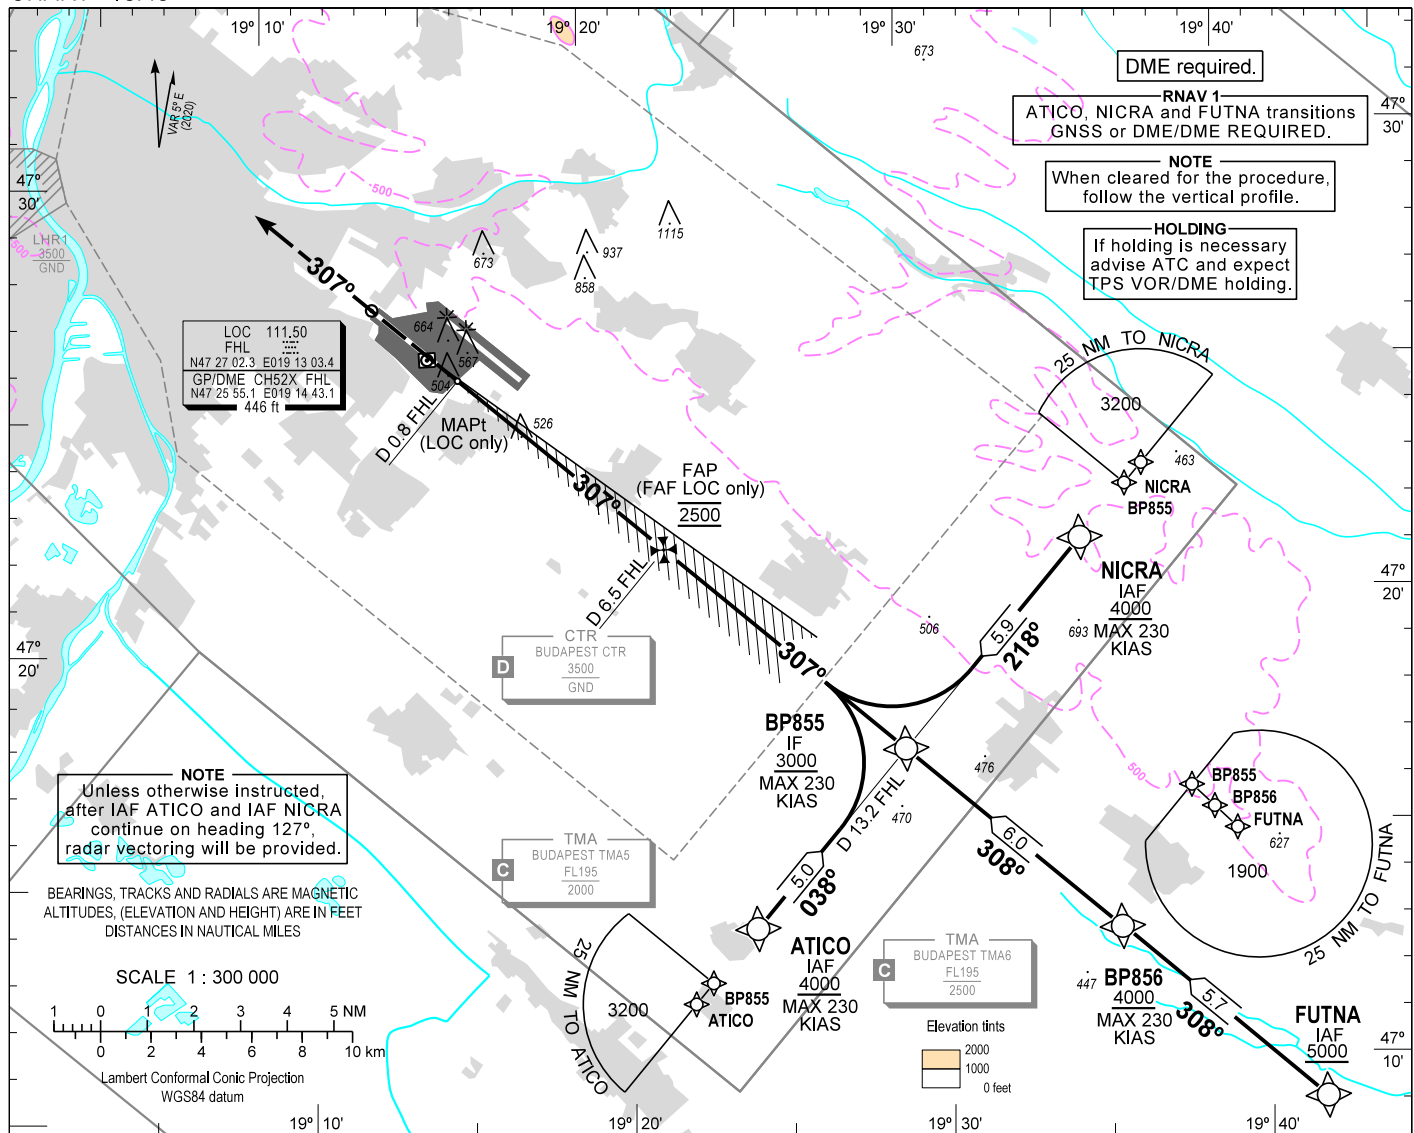 19º 10'
19º 20'
19º 30'
19º 40'
673
DME required.
RNAV 1
ATICO, NICRA and FUTNA transitions
GNSS or DME/DME REQUIRED.
47º
30'
NOTE
When cleared for the procedure,
follow the vertical profile.
HOLDING
If holding is necessary
advise ATC and expect
TPS VOR/DME holding.
VAR 5º E
(2020)
47º
30'
500
500
LHR1
3500
GND
1115
937
673
858
307º
LOC 111.50
FHL
N47 27 02.3 E019 13 03.4
GP/DME CH52X FHL
N47 25 55.1 E019 14 43.1
446 ft
664
567
504
D 0.8 FHL
MAPt
(LOC only)
526
25 NM TO NICRA
3200
463
NICRA
BP855
FAP
(FAF LOC only)
2500
307º
D 6.5 FHL
NICRA
IAF
4000
MAX 230
KIAS
47º
20'
506
693
5.9
218º
CTR
BUDAPEST CTR
3500
GND
D
47º
20'
307º
BP855
IF
3000
MAX 230
KIAS
D 13.2 FHL
476
470
500
BP855
BP856
FUTNA
627
1900
25 NM TO FUTNA
NOTE
Unless otherwise instructed,
after IAF ATICO and IAF NICRA
continue on heading 127º,
radar vectoring will be provided.
TMA
BUDAPEST TMA5
FL195
2000
C
6.0
308º
5.0
038º
BEARINGS, TRACKS AND RADIALS ARE MAGNETIC
ALTITUDES, (ELEVATION AND HEIGHT) ARE IN FEET
DISTANCES IN NAUTICAL MILES
ATICO
IAF
4000
MAX 230
KIAS
TMA
BUDAPEST TMA6
FL195
2500
C
447
BP856
4000
MAX 230
KIAS
5.7
308º
FUTNA
IAF
5000
25 NM TO ATICO
3200
BP855
ATICO
SCALE 1 : 300 000
1 0 1 2 3 4 5 NM
0 2 4 6 8 10 km
Lambert Conformal Conic Projection
WGS84 datum
Elevation tints
2000
1000
0 feet
47º
10'
19º 10'
19º 20'
19º 30'
19º 40'